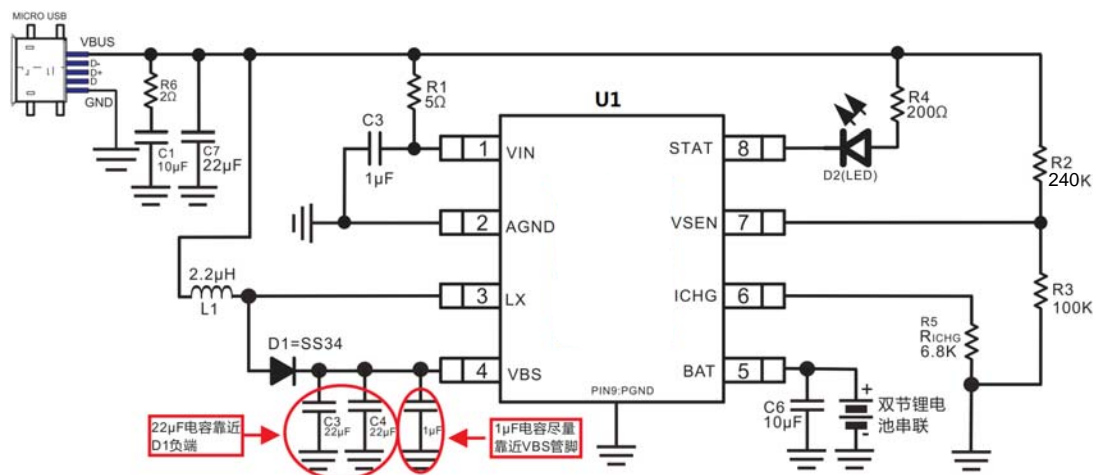 MICRO USB
VBUS
D-
D+
D
GND
R6
2Ω
C1
10μF
C7
22μF
R1
5Ω
C3
1μF
U1
1
VIN
2
AGND
3
LX
4
VBS
8
STAT
7
VSEN
6
ICHG
5
BAT
PIN9:PGND
D2(LED)
R4
200Ω
R2
240K
R3
100K
R5
RICHG
6.8K
2.2μH
L1
D1=SS34
C3
22μF
C4
22μF
1μF
22μF电容靠近
D1负端
1μF电容尽量
靠近VBS管脚
C6
10μF
+
-
双节锂电
池串联